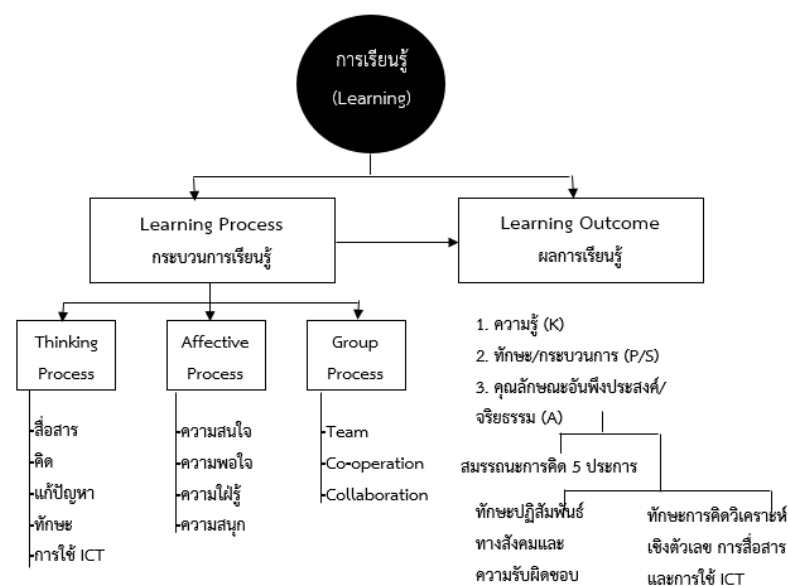 การเรียนรู้
(Learning)
Learning Process
กระบวนการเรียนรู้
Learning Outcome
ผลการเรียนรู้
Thinking
Process
Affective
Process
Group
Process
-สื่อสาร
-คิด
-แก้ปัญหา
-ทักษะ
-การใช้ ICT
-ความสนใจ
-ความพอใจ
-ความใฝ่รู้
-ความสนุก
-Team
-Co-operation
-Collaboration
1. ความรู้ (K)
2. ทักษะ/กระบวนการ (P/S)
3. คุณลักษณะอันพึงประสงค์/
จริยธรรม (A)
สมรรถนะการคิด 5 ประการ
ทักษะปฏิสัมพันธ์
ทางสังคมและ
ความรับผิดชอบ
ทักษะการคิดวิเคราะห์
เชิงตัวเลข การสื่อสาร
และการใช้ ICT